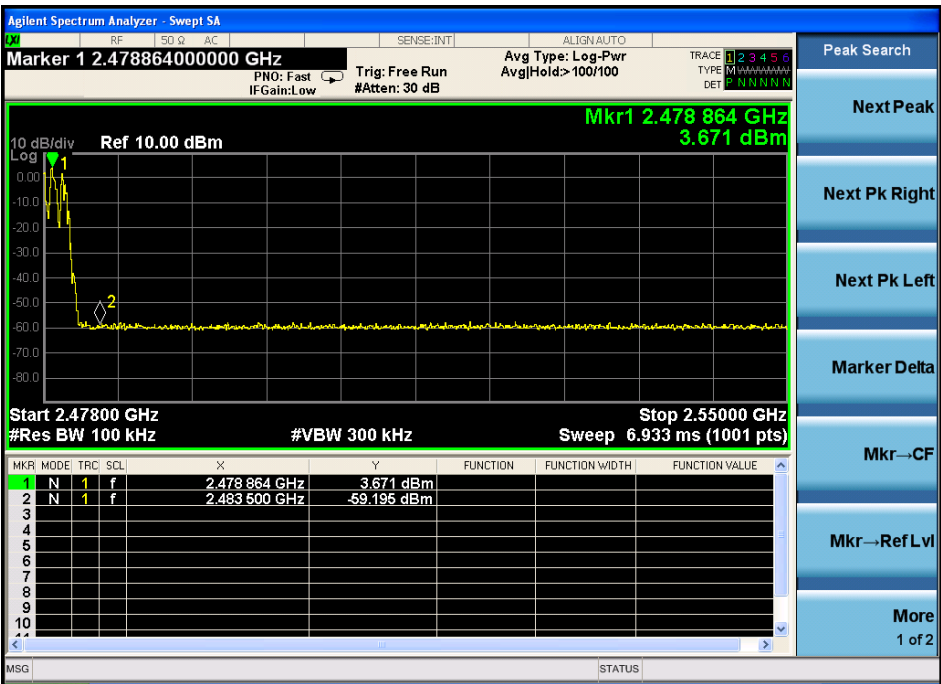 Agilent Spectrum Analyzer - Swept SA
LXI RF 50 Ω AC SENSE:INT ALIGN AUTO
Marker 1 2.478864000000 GHz
PNO: Fast
IFGain:Low
Trig: Free Run
#Atten: 30 dB
Avg Type: Log-Pwr
Avg|Hold:>100/100
TRACE 1 2 3 4 5 6
TYPE M
DET P N N N N N
Mkr1 2.478 864 GHz
3.671 dBm
10 dB/div Ref 10.00 dBm
Log
1
0.00
-10.0
-20.0
-30.0
-40.0
2
-50.0
-60.0
-70.0
-80.0
Start 2.47800 GHz Stop 2.55000 GHz
#Res BW 100 kHz #VBW 300 kHz Sweep 6.933 ms (1001 pts)
MKR MODE TRC SCL X Y FUNCTION FUNCTION WIDTH FUNCTION VALUE
1 N 1 f 2.478 864 GHz 3.671 dBm
2 N 1 f 2.483 500 GHz -59.195 dBm
3
4
5
6
7
8
9
10
11
MSG STATUS
Peak Search
Next Peak
Next Pk Right
Next Pk Left
Marker Delta
Mkr→CF
Mkr→Ref Lvl
More
1 of 2